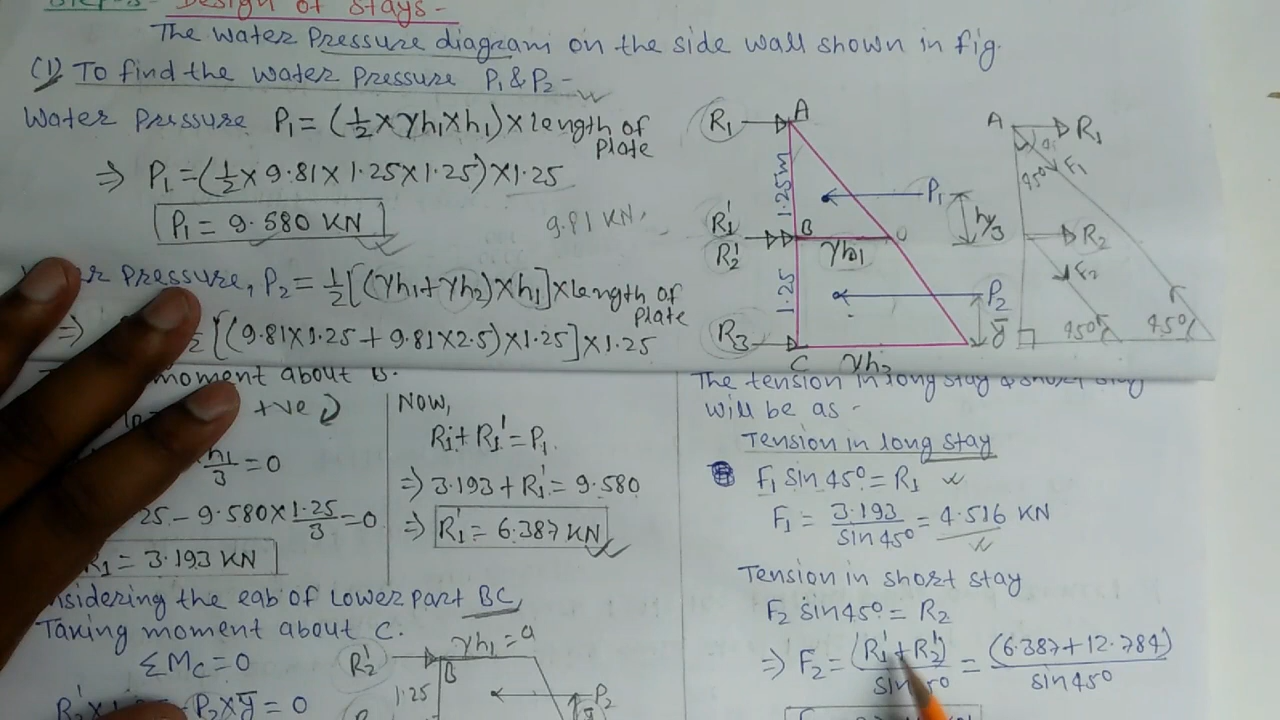 Design of Stays-
The water Pressure diagram on the side wall shown in fig.
(1) To find the water pressure P1 & P2 -
Water Pressure P1 = (1/2 × γh1 × h1) × length of plate
⇒ P1 = (1/2 × 9.81 × 1.25 × 1.25) × 1.25
P1 = 9.580 KN
9.81 KN
Pressure, P2 = 1/2 [(γh1 + γh2) × h1] × length of plate
⇒ [(9.81×1.25 + 9.81×2.5) × 1.25] × 1.25
R1
A
1.25m
P1
R1'
R2'
B
γh1
h/3
1.25
P2
ȳ
R3
C
γh2
A
R1
45°
F1
R2
F2
45°
45°
moment about B.
+ve
h1/3 = 0
25 - 9.580 × 1.25/3 = 0
R1 = 3.193 KN
Now,
R1 + R1' = P1
⇒ 3.193 + R1' = 9.580
⇒ R1' = 6.387 KN
The tension in long stay & short stay
will be as -
Tension in long stay
F1 sin 45° = R1
F1 = 3.193/sin 45° = 4.516 KN
Tension in short stay
F2 sin 45° = R2
⇒ F2 = (R1' + R2')/sin 45° = (6.387 + 12.784)/sin 45°
of Lower part BC,
Taking moment about C.
ΣMc = 0
P2 × ȳ = 0
R2'
γh1 = a
B
1.25
P2
ȳ